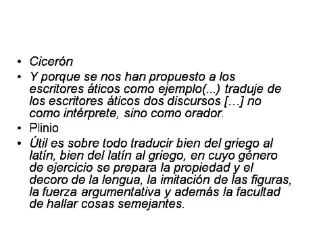 • Cicerón
• Y porque se nos han propuesto a los
escritores áticos como ejemplo(...) traduje de
los escritores áticos dos discursos […] no
como intérprete, sino como orador.
• Plinio
• Útil es sobre todo traducir bien del griego al
latín, bien del latín al griego, en cuyo género
de ejercicio se prepara la propiedad y el
decoro de la lengua, la imitación de las figuras,
la fuerza argumentativa y además la facultad
de hallar cosas semejantes.